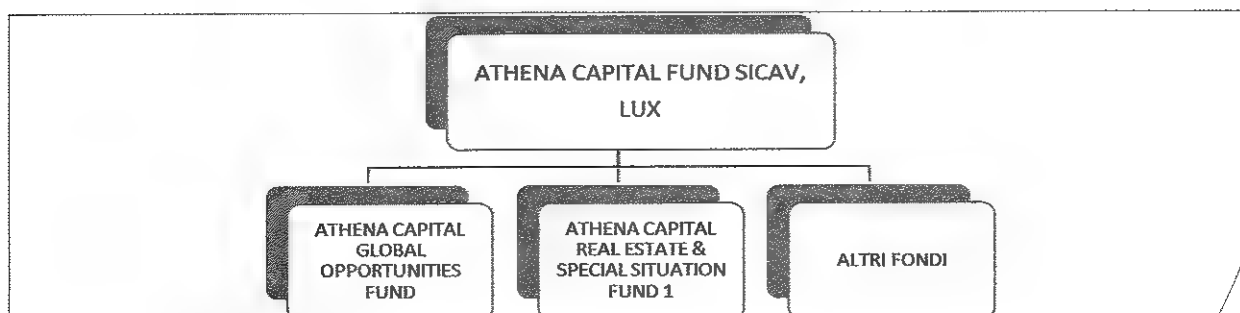 ATHENA CAPITAL FUND SICAV,
LUX
ATHENA CAPITAL
GLOBAL
OPPORTUNITIES
FUND
ATHENA CAPITAL
REAL ESTATE &
SPECIAL SITUATION
FUND 1
ALTRI FONDI